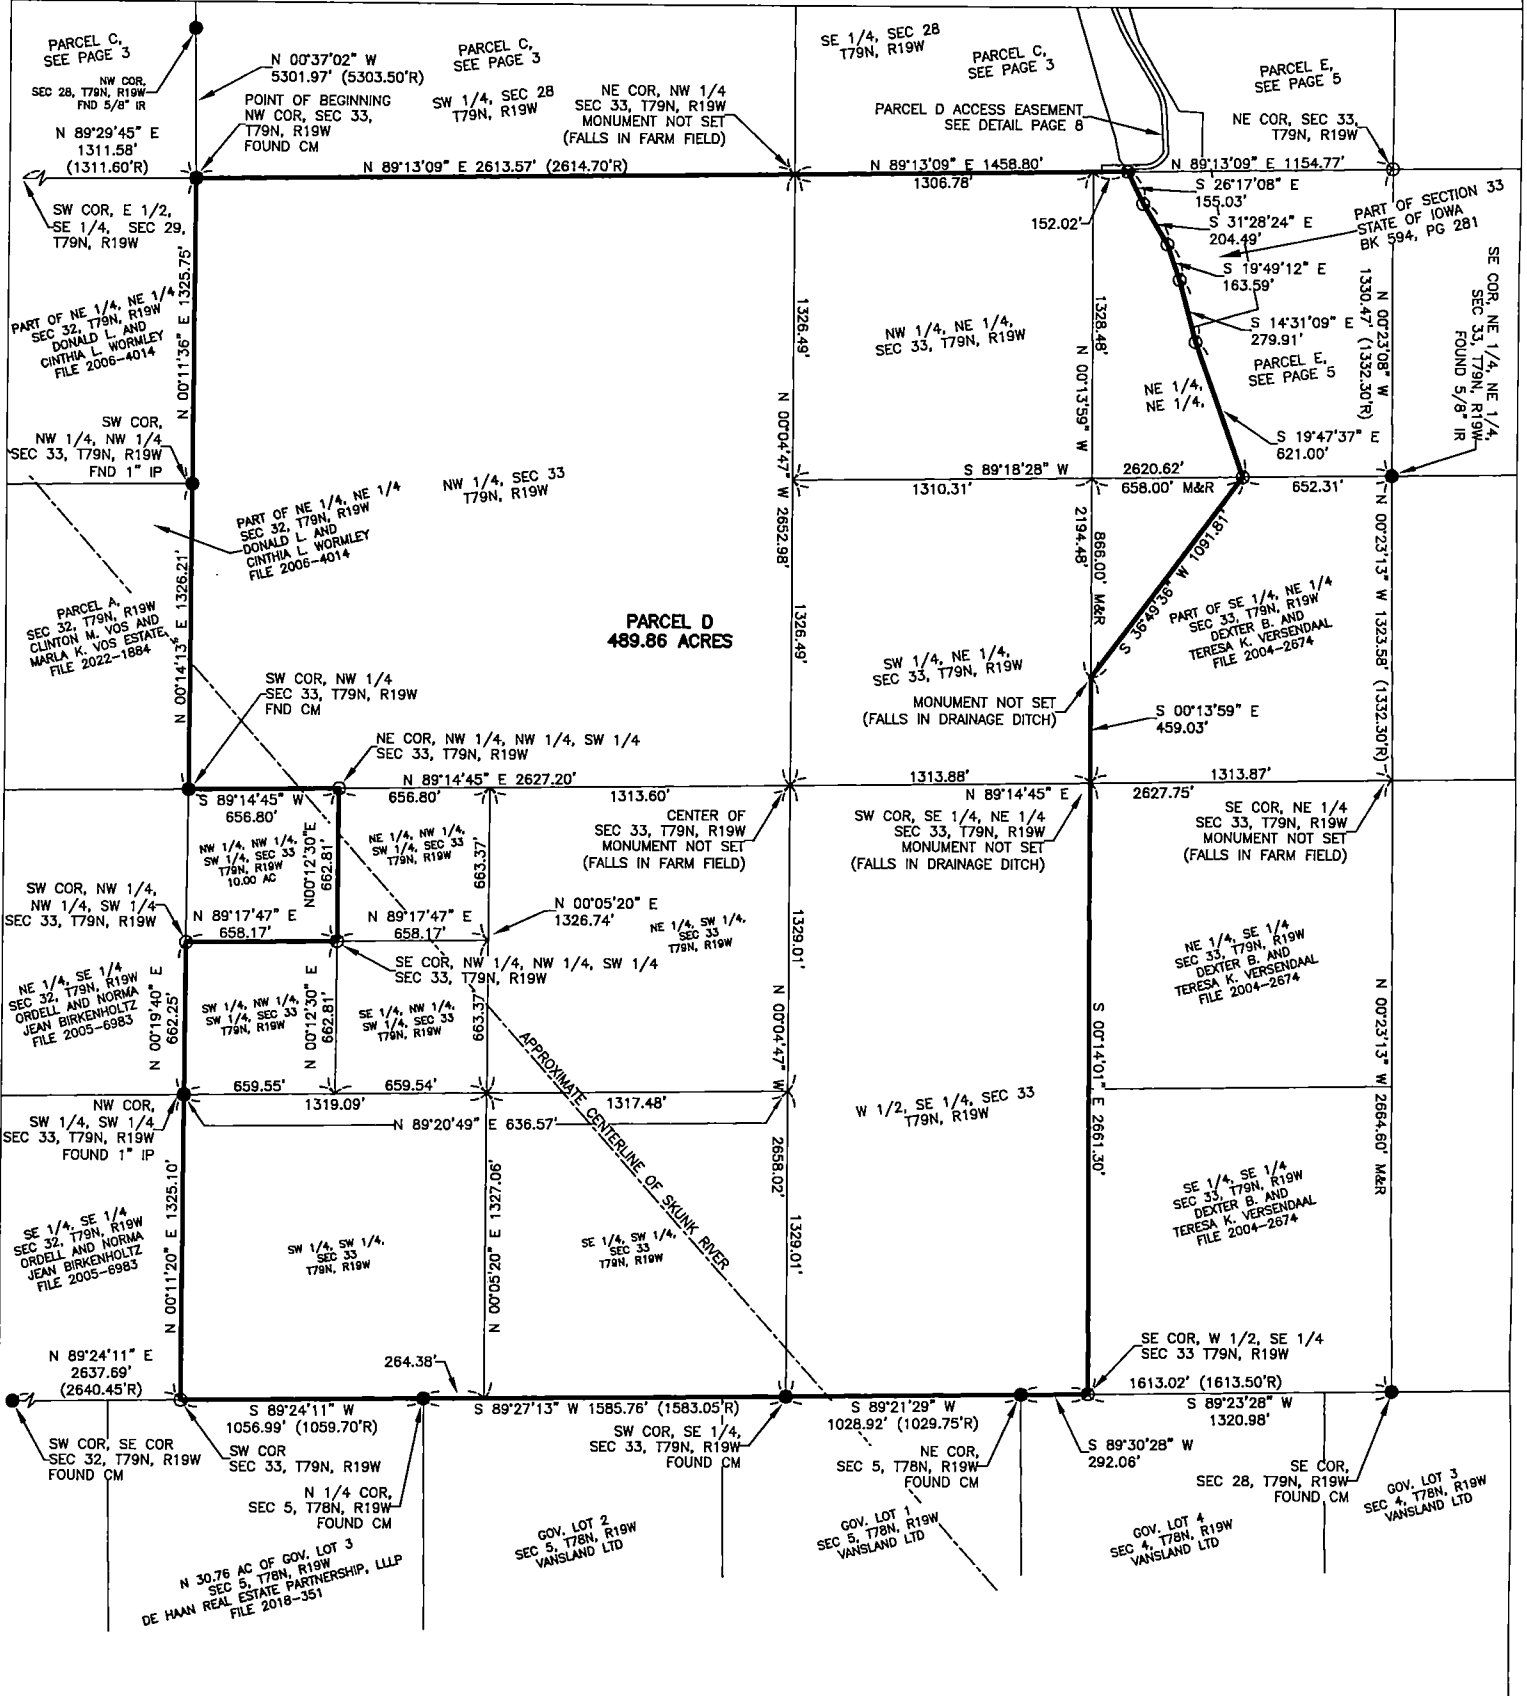 PARCEL C,
SEE PAGE 3
NW COR,
SEC 28, T79N, R19W
FND 5/8" IR
N 89°29'45" E
1311.58'
(1311.60'R)
N 00°37'02" W
5301.97' (5303.50'R)
POINT OF BEGINNING
NW COR, SEC 33,
T79N, R19W
FOUND CM
PARCEL C,
SEE PAGE 3
SW 1/4, SEC 28
T79N, R19W
NE COR, NW 1/4
SEC 33, T79N, R19W
MONUMENT NOT SET
(FALLS IN FARM FIELD)
SE 1/4, SEC 28
T79N, R19W
PARCEL C,
SEE PAGE 3
PARCEL D ACCESS EASEMENT
SEE DETAIL PAGE 8
PARCEL E,
SEE PAGE 5
NE COR, SEC 33,
T79N, R19W
N 89°13'09" E 2613.57' (2614.70'R)
N 89°13'09" E 1458.80'
1306.78'
N 89°13'09" E 1154.77'
152.02'
S 26°17'08" E
155.03'
S 31°28'24" E
204.49'
S 19°49'12" E
163.59'
S 14°31'09" E
279.91'
PARCEL E,
SEE PAGE 5
PART OF SECTION 33
STATE OF IOWA
BK 594, PG 281
SE COR, NE 1/4, NE 1/4,
SEC 33, T79N, R19W
FOUND 5/8" IR
N 00°23'08" W
1330.47' (1332.30'R)
SW COR, E 1/2,
SE 1/4, SEC 29,
T79N, R19W
PART OF NE 1/4, NE 1/4
SEC 32, T79N, R19W
DONALD L. AND
CINTHIA L. WORMLEY
FILE 2006-4014
N 00°11'36" E 1325.75'
SW COR,
NW 1/4, NW 1/4
SEC 33, T79N, R19W
FND 1" IP
1326.49'
N 00°04'47" W 2652.98'
1326.49'
NW 1/4, NE 1/4,
SEC 33, T79N, R19W
1328.48'
N 00°13'59" W
2194.48'
866.00' M&R
NE 1/4,
NE 1/4,
S 19°47'37" E
621.00'
S 89°18'28" W
1310.31'
2620.62'
658.00' M&R
652.31'
PART OF NE 1/4, NE 1/4
SEC 32, T79N, R19W
DONALD L. AND
CINTHIA L. WORMLEY
FILE 2006-4014
NW 1/4, SEC 33
T79N, R19W
PARCEL A,
SEC 32, T79N, R19W
CLINTON M. VOS AND
MARLA K. VOS ESTATE,
FILE 2022-1884
N 00°14'13" E 1326.21'
PARCEL D
489.86 ACRES
SW 1/4, NE 1/4,
SEC 33, T79N, R19W
S 36°49'36" W 1091.81'
PART OF SE 1/4, NE 1/4
SEC 33, T79N, R19W
DEXTER B. AND
TERESA K. VERSENDAAL
FILE 2004-2674
N 00°23'13" W 1323.58' (1332.30'R)
MONUMENT NOT SET
(FALLS IN DRAINAGE DITCH)
S 00°13'59" E
459.03'
SW COR, NW 1/4
SEC 33, T79N, R19W
FND CM
NE COR, NW 1/4, NW 1/4, SW 1/4
SEC 33, T79N, R19W
N 89°14'45" E 2627.20'
656.80'
1313.60'
S 89°14'45" W
656.80'
1313.88'
N 89°14'45" E
1313.87'
2627.75'
CENTER OF
SEC 33, T79N, R19W
MONUMENT NOT SET
(FALLS IN FARM FIELD)
SW COR, SE 1/4, NE 1/4
SEC 33, T79N, R19W
MONUMENT NOT SET
(FALLS IN DRAINAGE DITCH)
SE COR, NE 1/4
SEC 33, T79N, R19W
MONUMENT NOT SET
(FALLS IN FARM FIELD)
NW 1/4, NW 1/4,
SW 1/4, SEC 33
T79N, R19W
10.00 AC
N00°12'30"E
662.81'
NE 1/4, NW 1/4,
SW 1/4, SEC 33
T79N, R19W
663.37'
SW COR, NW 1/4,
NW 1/4, SW 1/4
SEC 33, T79N, R19W
N 89°17'47" E
658.17'
N 89°17'47" E
658.17'
N 00°05'20" E
1326.74'
NE 1/4, SW 1/4,
SEC 33
T79N, R19W
1329.01'
SE COR, NW 1/4, NW 1/4, SW 1/4
SEC 33, T79N, R19W
NE 1/4, SE 1/4
SEC 32, T79N, R19W
ORDELL AND NORMA
JEAN BIRKENHOLTZ
FILE 2005-6983
N 00°19'40" E
662.25'
SW 1/4, NW 1/4,
SW 1/4, SEC 33
T79N, R19W
N 00°12'30" E
662.81'
SE 1/4, NW 1/4,
SW 1/4, SEC 33
T79N, R19W
663.37'
N 00°04'47" W
2658.02'
NE 1/4, SE 1/4
SEC 33, T79N, R19W
DEXTER B. AND
TERESA K. VERSENDAAL
FILE 2004-2674
S 00°14'01" E 2661.30'
N 00°23'13" W 2664.60' M&R
659.55'
659.54'
1319.09'
1317.48'
N 89°20'49" E 636.57'
NW COR,
SW 1/4, SW 1/4
SEC 33, T79N, R19W
FOUND 1" IP
APPROXIMATE CENTERLINE OF SKUNK RIVER
W 1/2, SE 1/4, SEC 33
T79N, R19W
SE 1/4, SE 1/4
SEC 32, T79N, R19W
ORDELL AND NORMA
JEAN BIRKENHOLTZ
FILE 2005-6983
N 00°11'20" E 1325.10'
SW 1/4, SW 1/4,
SEC 33
T79N, R19W
N 00°05'20" E 1327.06'
SE 1/4, SW 1/4,
SEC 33
T79N, R19W
1329.01'
SE 1/4, SE 1/4
SEC 33, T79N, R19W
DEXTER B. AND
TERESA K. VERSENDAAL
FILE 2004-2674
N 89°24'11" E
2637.69'
(2640.45'R)
264.38'
SE COR, W 1/2, SE 1/4
SEC 33 T79N, R19W
1613.02' (1613.50'R)
S 89°23'28" W
1320.98'
S 89°24'11" W
1056.99' (1059.70'R)
S 89°27'13" W 1585.76' (1583.05'R)
S 89°21'29" W
1028.92' (1029.75'R)
S 89°30'28" W
292.06'
SW COR, SE COR
SEC 32, T79N, R19W
FOUND CM
SW COR
SEC 33, T79N, R19W
N 1/4 COR,
SEC 5, T78N, R19W
FOUND CM
SW COR, SE 1/4,
SEC 33, T79N, R19W
FOUND CM
NE COR,
SEC 5, T78N, R19W
FOUND CM
SE COR,
SEC 28, T79N, R19W
FOUND CM
GOV. LOT 3
SEC 4, T78N, R19W
VANSLAND LTD
N 30.76 AC OF GOV. LOT 3
SEC 5, T78N, R19W
DE HAAN REAL ESTATE PARTNERSHIP, LLLP
FILE 2018-351
GOV. LOT 2
SEC 5, T78N, R19W
VANSLAND LTD
GOV. LOT 1
SEC 5, T78N, R19W
VANSLAND LTD
GOV. LOT 4
SEC 4, T78N, R19W
VANSLAND LTD